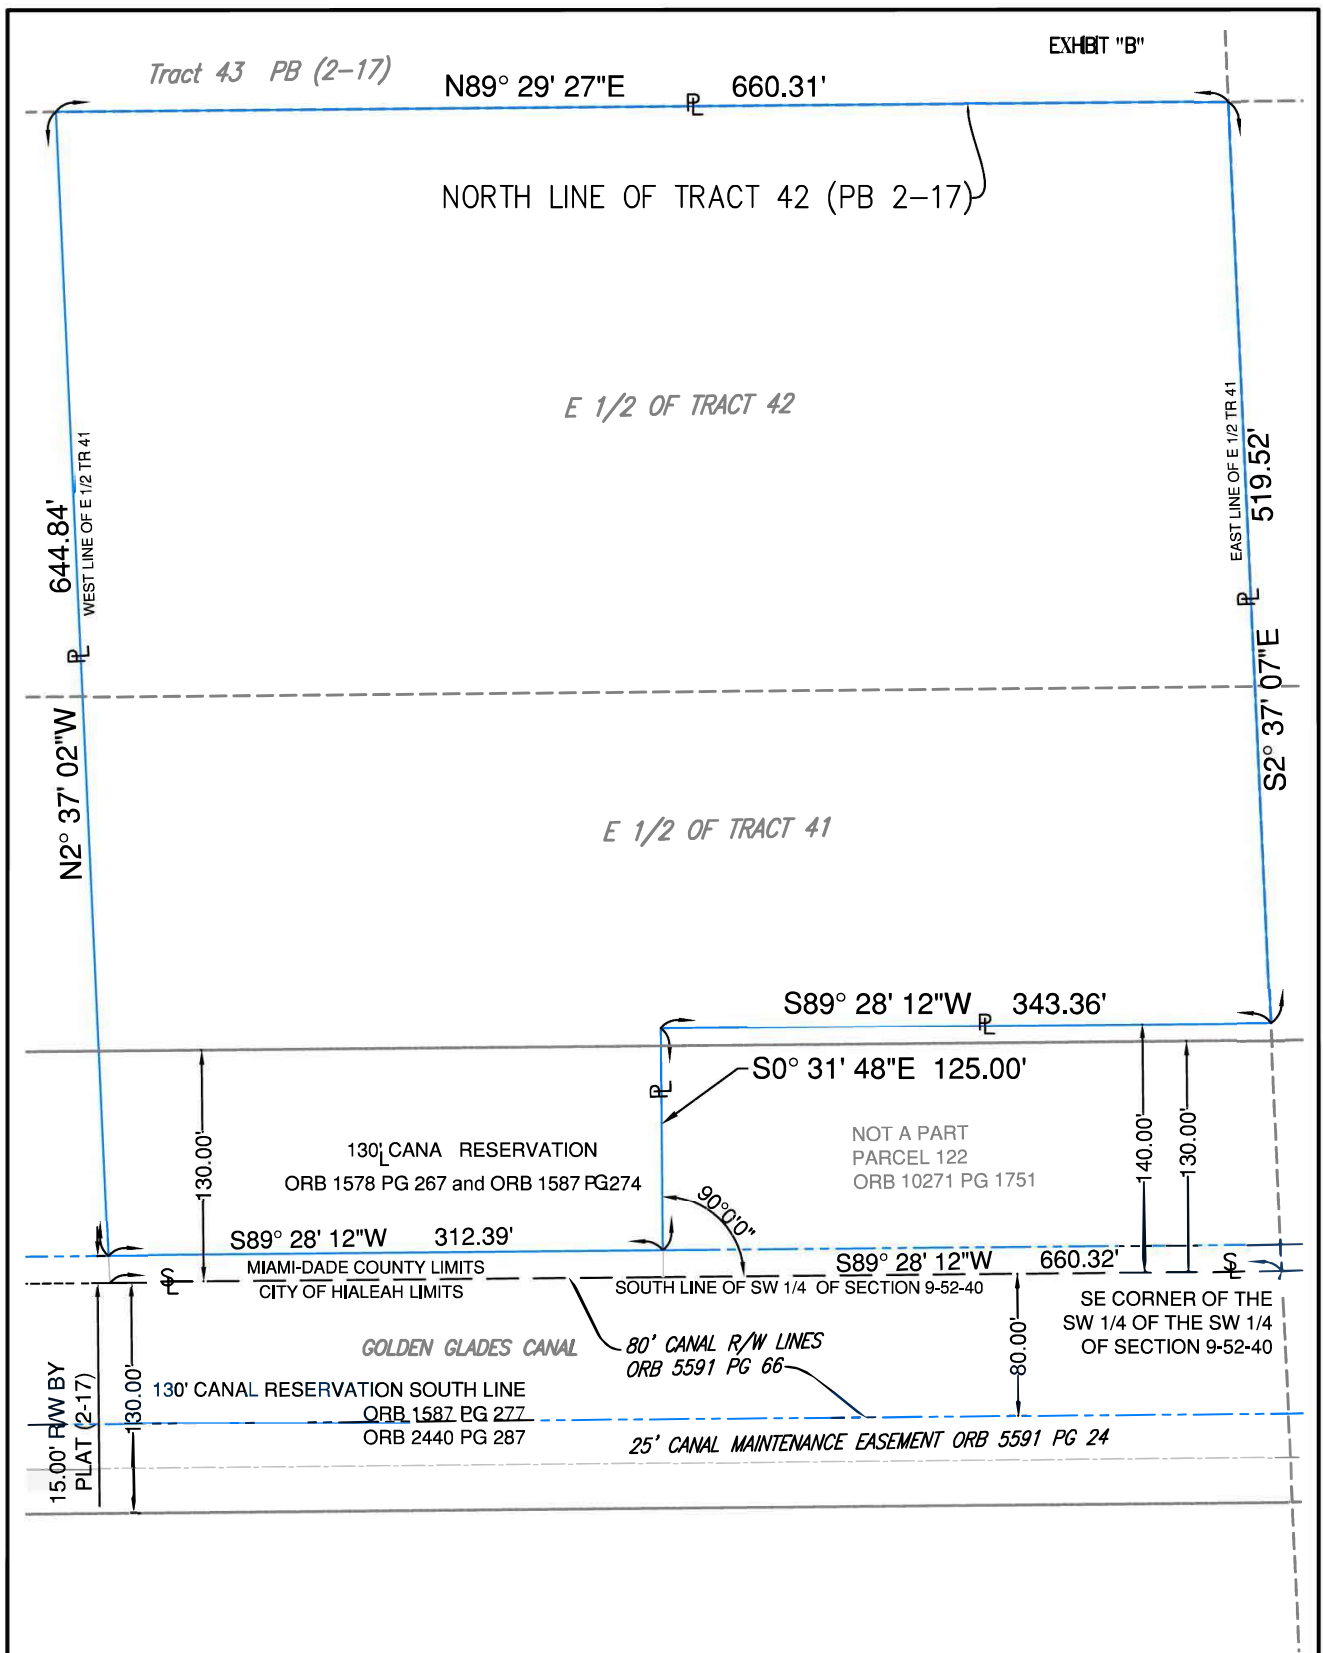 EXHIBIT "B"
Tract 43 PB (2-17)
N89° 29' 27"E 660.31'
PL
NORTH LINE OF TRACT 42 (PB 2-17)
E 1/2 OF TRACT 42
WEST LINE OF E 1/2 TR 41
644.84'
PL
N2° 37' 02"W
EAST LINE OF E 1/2 TR 41
519.52'
PL
S2° 37' 07"E
E 1/2 OF TRACT 41
S89° 28' 12"W 343.36'
PL
S0° 31' 48"E 125.00'
PL
130.00'
130' CANAL RESERVATION
ORB 1578 PG 267 and ORB 1587 PG274
NOT A PART
PARCEL 122
ORB 10271 PG 1751
140.00'
130.00'
90°0'0"
S89° 28' 12"W 312.39'
MIAMI-DADE COUNTY LIMITS
SL
CITY OF HIALEAH LIMITS
S89° 28' 12"W 660.32'
SL
SOUTH LINE OF SW 1/4 OF SECTION 9-52-40
SE CORNER OF THE
SW 1/4 OF THE SW 1/4
OF SECTION 9-52-40
GOLDEN GLADES CANAL
80' CANAL R/W LINES
ORB 5591 PG 66
80.00'
15.00' R/W BY
PLAT (2-17)
130.00'
130' CANAL RESERVATION SOUTH LINE
ORB 1587 PG 277
ORB 2440 PG 287
25' CANAL MAINTENANCE EASEMENT ORB 5591 PG 24